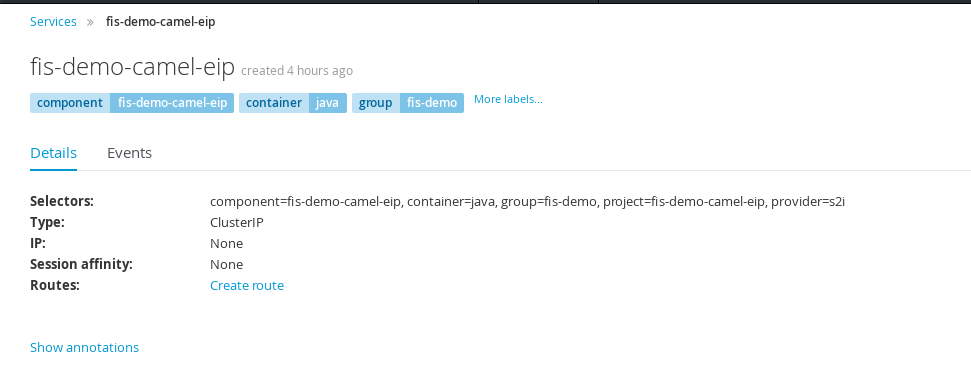 Services » fis-demo-camel-eip
fis-demo-camel-eip created 4 hours ago
component fis-demo-camel-eip container java group fis-demo More labels...
Details Events
Selectors: component=fis-demo-camel-eip, container=java, group=fis-demo, project=fis-demo-camel-eip, provider=s2i
Type: ClusterIP
IP: None
Session affinity: None
Routes: Create route
Show annotations